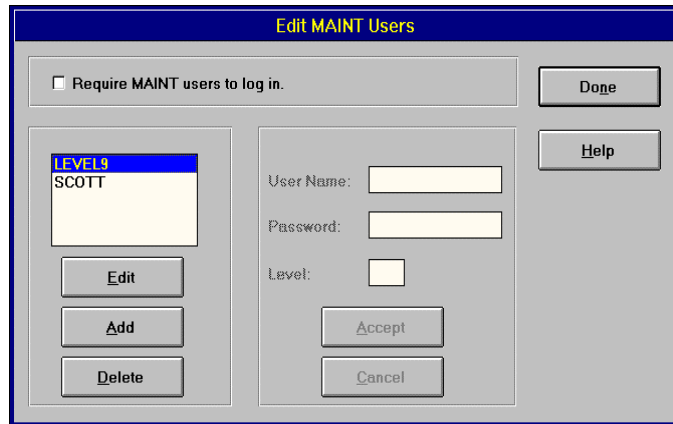 Edit MAINT Users
Require MAINT users to log in.
Done
Help
LEVEL9
SCOTT
Edit
Add
Delete
User Name:
Password:
Level:
Accept
Cancel